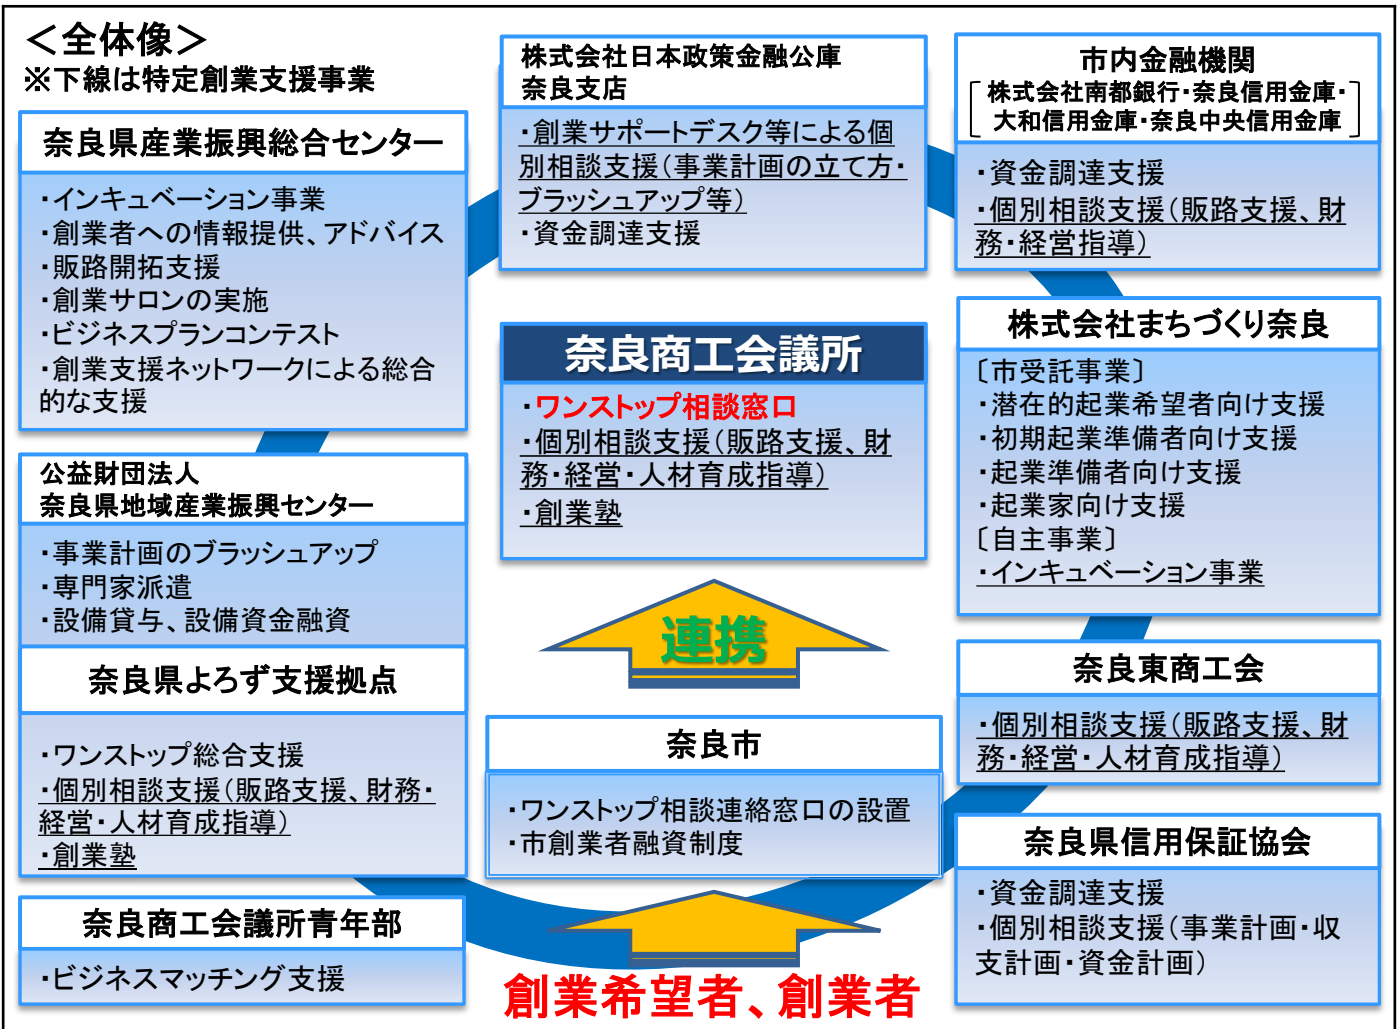 ＜全体像＞
※下線は特定創業支援事業
奈良県産業振興総合センター
・インキュベーション事業
・創業者への情報提供、アドバイス
・販路開拓支援
・創業サロンの実施
・ビジネスプランコンテスト
・創業支援ネットワークによる総合
的な支援
公益財団法人
奈良県地域産業振興センター
・事業計画のブラッシュアップ
・専門家派遣
・設備貸与、設備資金融資
奈良県よろず支援拠点
・ワンストップ総合支援
・個別相談支援（販路支援、財務・
経営・人材育成指導）
・創業塾
奈良商工会議所青年部
・ビジネスマッチング支援
株式会社日本政策金融公庫
奈良支店
・創業サポートデスク等による個
別相談支援（事業計画の立て方・
ブラッシュアップ等）
・資金調達支援
奈良商工会議所
・ワンストップ相談窓口
・個別相談支援（販路支援、財
務・経営・人材育成指導）
・創業塾
連携
奈良市
・ワンストップ相談連絡窓口の設置
・市創業者融資制度
創業希望者、創業者
市内金融機関
株式会社南都銀行・奈良信用金庫・
大和信用金庫・奈良中央信用金庫
・資金調達支援
・個別相談支援（販路支援、財
務・経営指導）
株式会社まちづくり奈良
〔市受託事業〕
・潜在的起業希望者向け支援
・初期起業準備者向け支援
・起業準備者向け支援
・起業家向け支援
〔自主事業〕
・インキュベーション事業
奈良東商工会
・個別相談支援（販路支援、財
務・経営・人材育成指導）
奈良県信用保証協会
・資金調達支援
・個別相談支援（事業計画・収
支計画・資金計画）